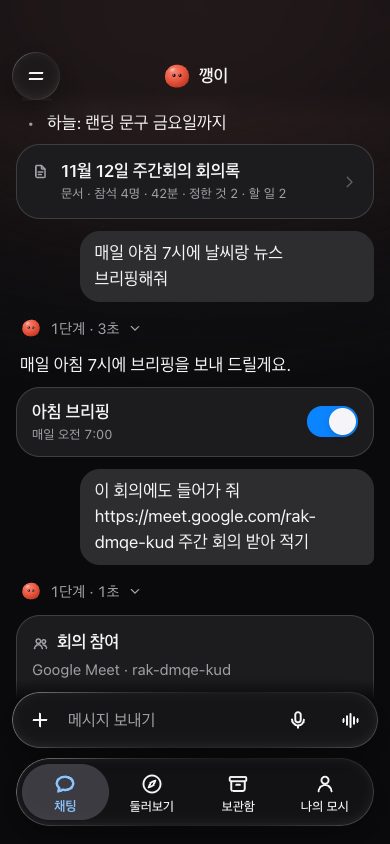 깽이
• 하늘: 랜딩 문구 금요일까지
11월 12일 주간회의 회의록
문서 · 참석 4명 · 42분 · 정한 것 2 · 할 일 2
매일 아침 7시에 날씨랑 뉴스
브리핑해줘
1단계 · 3초
매일 아침 7시에 브리핑을 보내 드릴게요.
아침 브리핑
매일 오전 7:00
이 회의에도 들어가 줘
https://meet.google.com/rak-
dmqe-kud 주간 회의 받아 적기
1단계 · 1초
회의 참여
Google Meet · rak-dmqe-kud
메시지 보내기
채팅 둘러보기 보관함 나의 모시